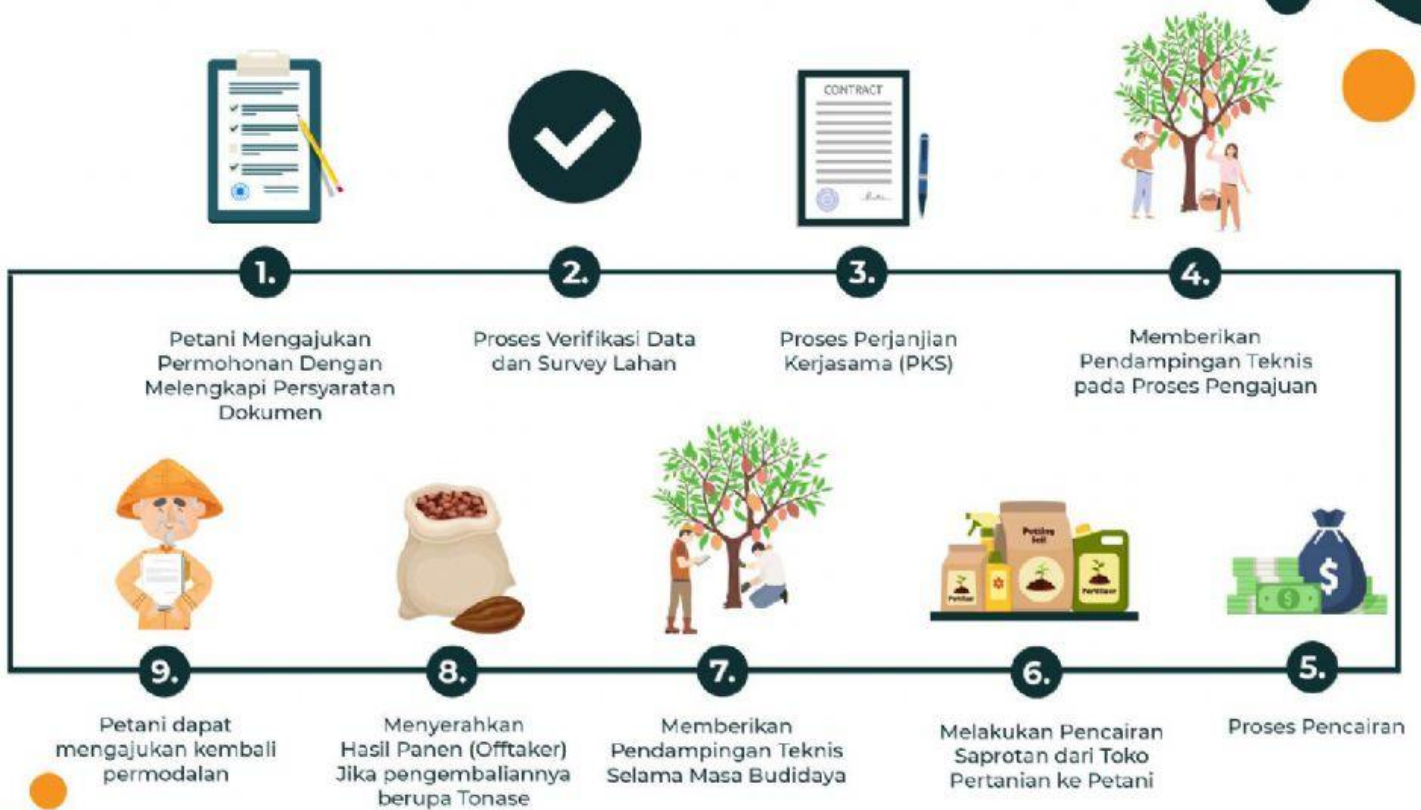 CONTRACT
1.
Petani Mengajukan
Permohonan Dengan
Melengkapi Persyaratan
Dokumen
2.
Proses Verifikasi Data
dan Survey Lahan
3.
Proses Perjanjian
Kerjasama (PKS)
4.
Memberikan
Pendampingan Teknis
pada Proses Pengajuan
Potting
Soil
Fertilizer
$
$
5.
Proses Pencairan
6.
Melakukan Pencairan
Saprotan dari Toko
Pertanian ke Petani
7.
Memberikan
Pendampingan Teknis
Selama Masa Budidaya
8.
Menyerahkan
Hasil Panen (Offtaker)
Jika pengembaliannya
berupa Tonase
9.
Petani dapat
mengajukan kembali
permodalan